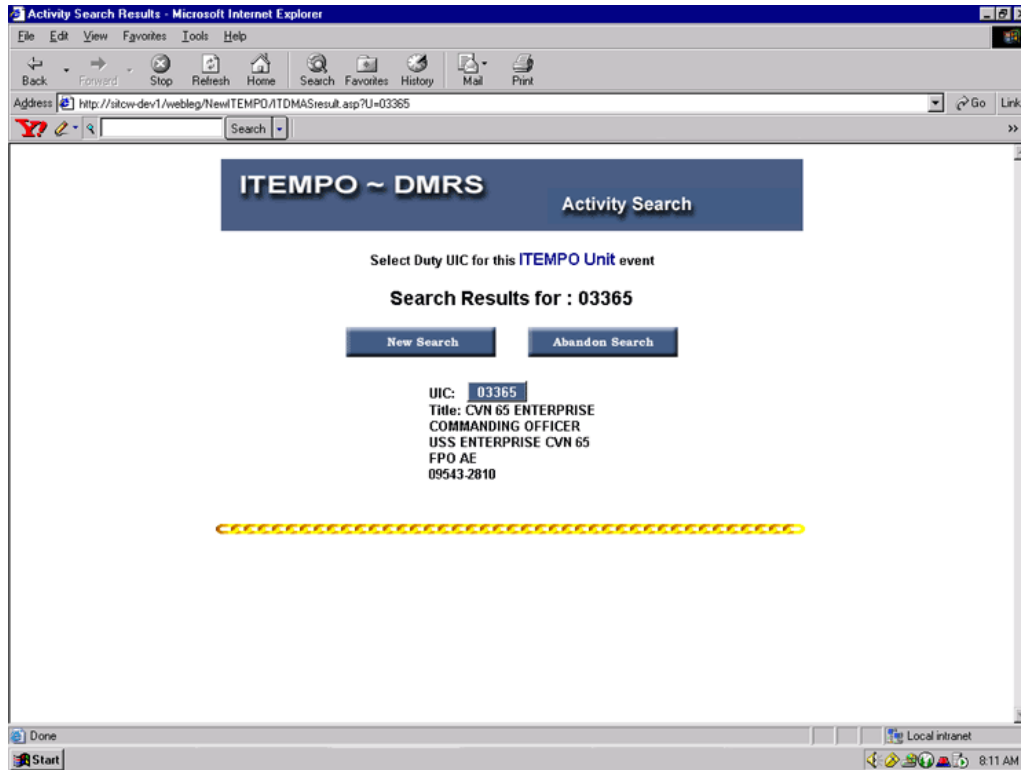 Activity Search Results - Microsoft Internet Explorer
File Edit View Favorites Tools Help
Back Forward Stop Refresh Home Search Favorites History Mail Print
Address http://sitcw-dev1/webleg/NewITEMPO/ITDMASresult.asp?U=03365 Go Link
Y? Search »
ITEMPO ~ DMRS
Activity Search
Select Duty UIC for this ITEMPO Unit event
Search Results for : 03365
New Search Abandon Search
UIC: 03365
Title: CVN 65 ENTERPRISE
COMMANDING OFFICER
USS ENTERPRISE CVN 65
FPO AE
09543-2810
Done Local intranet
Start 8:11 AM